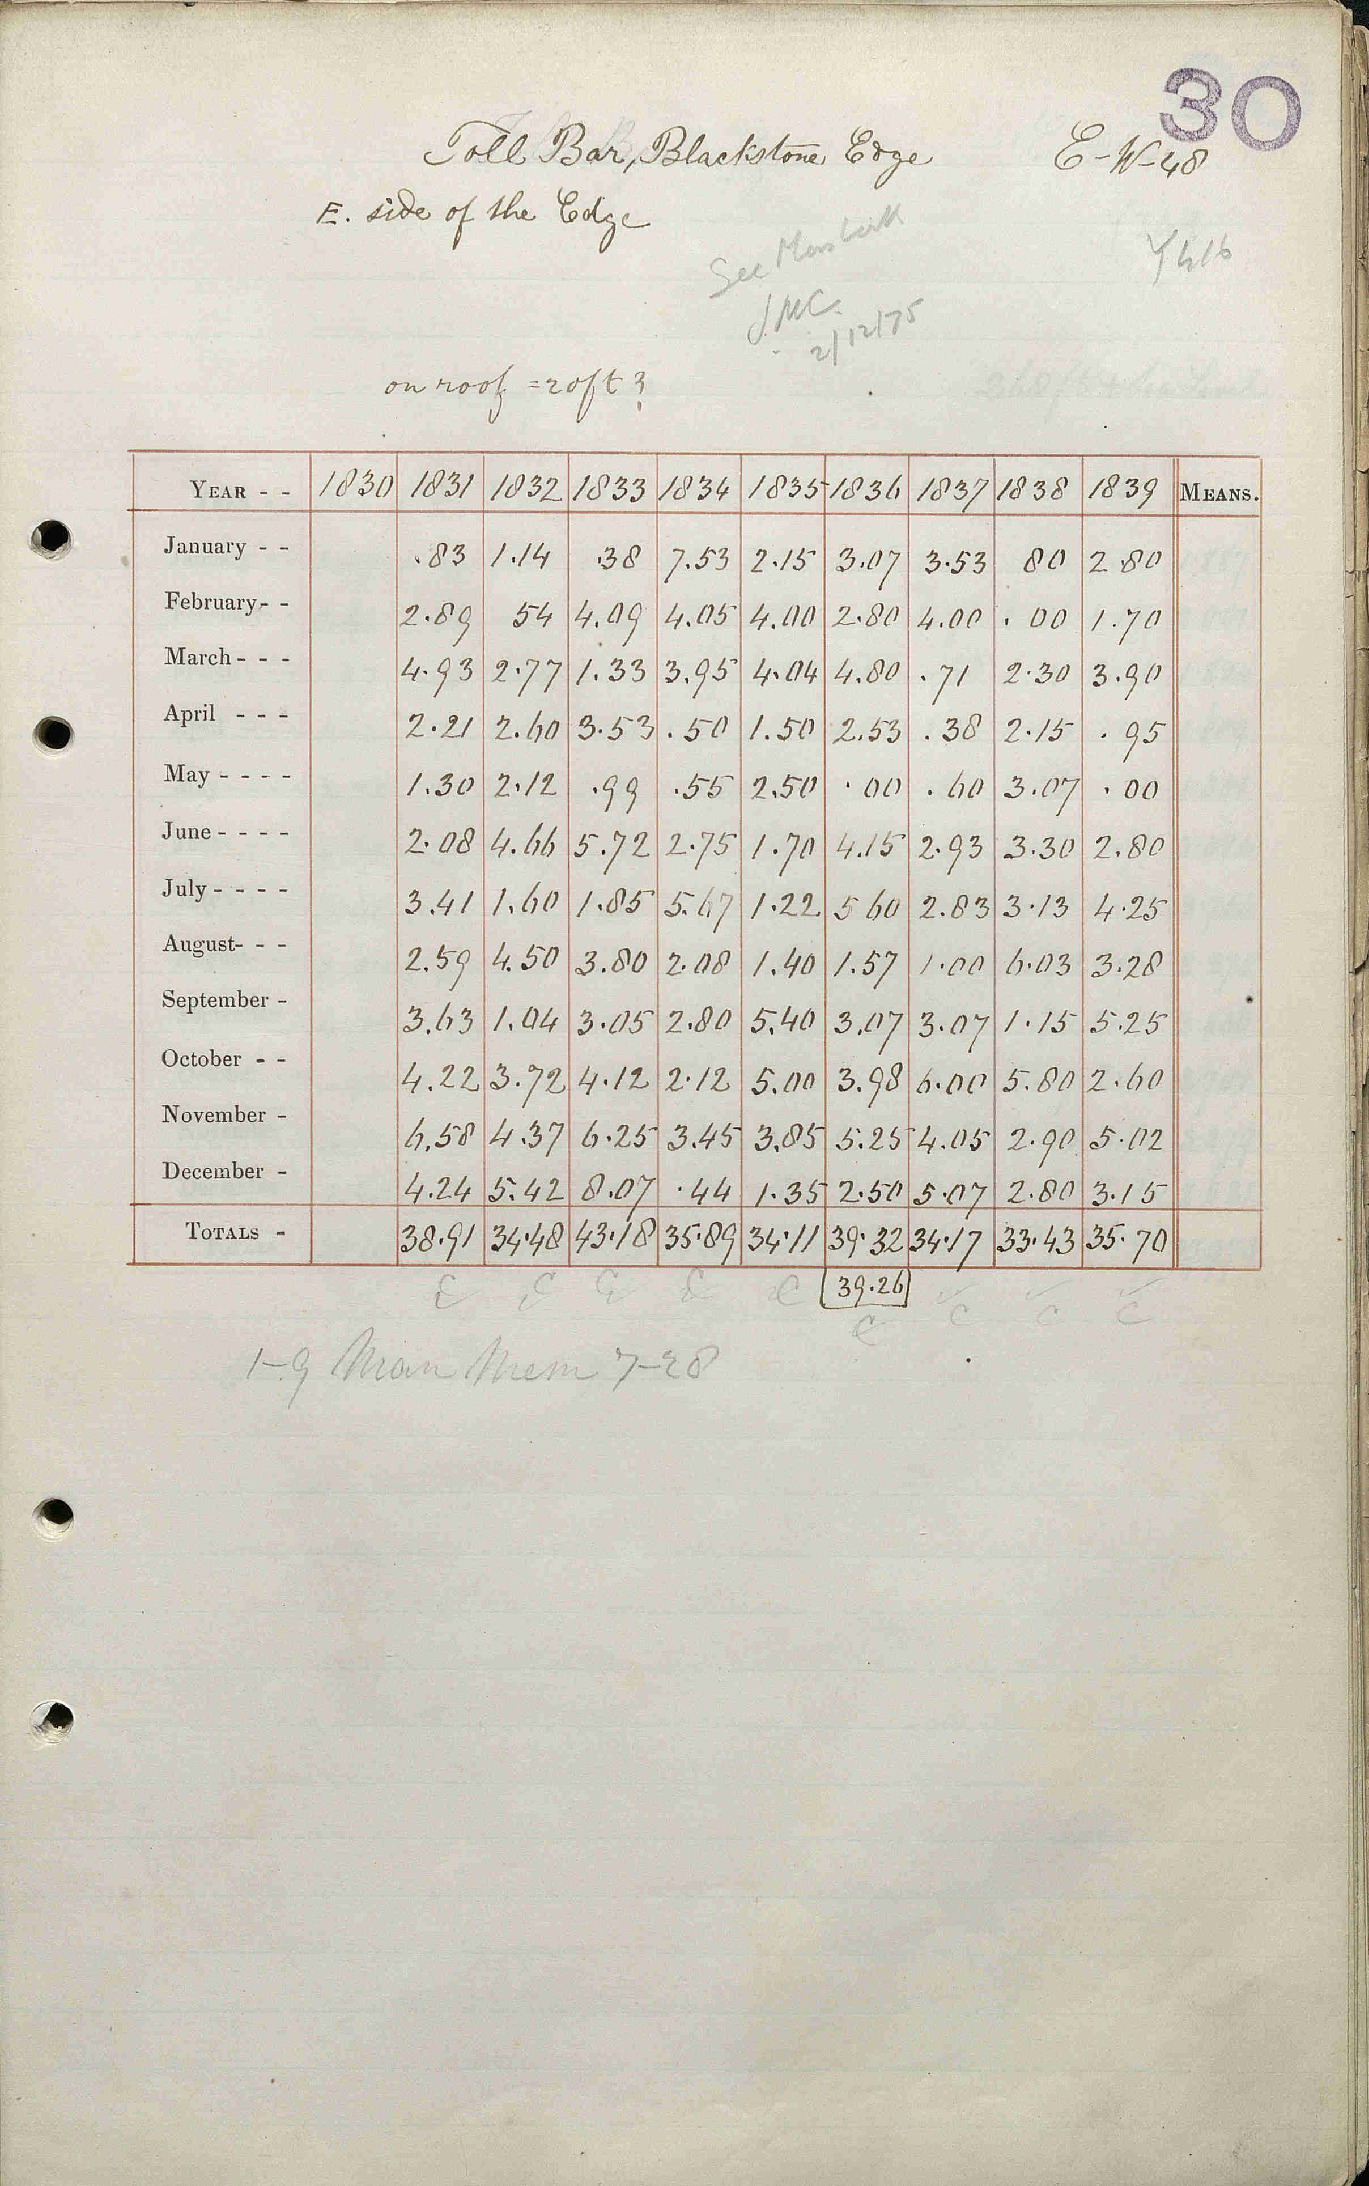 30
Toll Bar, Blackstone Edge E-W-48
E. side of the Edge
See
JMC.
2/12/75
on roof = 20ft ?
YEAR - - 1830 1831 1832 1833 1834 1835 1836 1837 1838 1839 MEANS.
January - - .83 1.14 .38 7.53 2.15 3.07 3.53 80 2.80
February - - 2.89 54 4.09 4.05 4.00 2.80 4.00 .00 1.70
March - - - 4.93 2.77 1.33 3.95 4.04 4.80 .71 2.30 3.90
April - - - 2.21 2.60 3.53 .50 1.50 2.53 .38 2.15 .95
May - - - - 1.30 2.12 .99 .55 2.50 .00 .60 3.07 .00
June - - - - 2.08 4.66 5.72 2.75 1.70 4.15 2.93 3.30 2.80
July - - - - 3.41 1.60 1.85 5.67 1.22 5 60 2.83 3.13 4.25
August - - - 2.59 4.50 3.80 2.08 1.40 1.57 1.00 6.03 3.28
September - 3.63 1.04 3.05 2.80 5.40 3.07 3.07 1.15 5.25
October - - 4.22 3.72 4.12 2.12 5.00 3.98 6.00 5.80 2.60
November - 6.58 4.37 6.25 3.45 3.85 5.25 4.05 2.90 5.02
December - 4.24 5.42 8.07 .44 1.35 2.50 5.07 2.80 3.15
TOTALS - 38.91 34.48 43.18 35.89 34.11 39.32 34.17 33.43 35.70
39.26
C C C C C C C C C
1-9 Man Mem 7-28